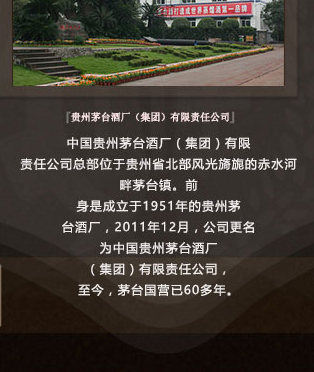 『贵州茅台酒厂（集团）有限责任公司』
中国贵州茅台酒厂（集团）有限
责任公司总部位于贵州省北部风光旖旎的赤水河
畔茅台镇。前
身是成立于1951年的贵州茅
台酒厂，2011年12月，公司更名
为中国贵州茅台酒厂
（集团）有限责任公司，
至今，茅台国营已60多年。